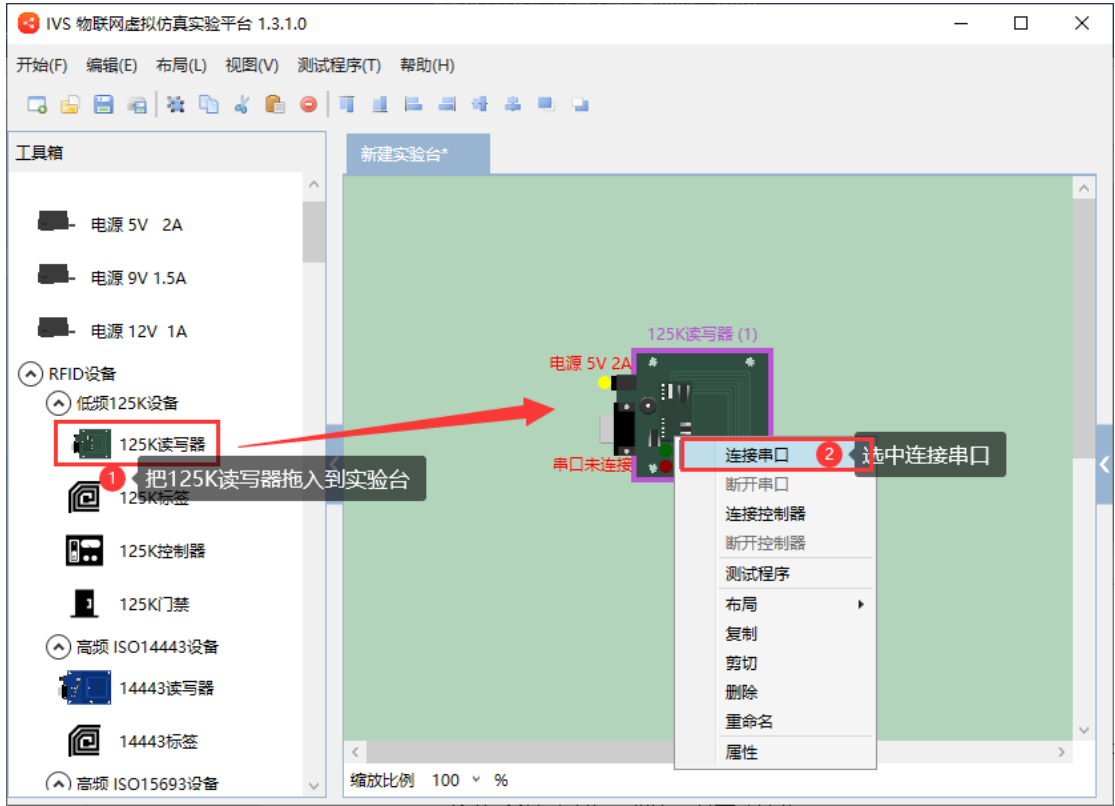 IVS 物联网虚拟仿真实验平台 1.3.1.0
开始(F) 编辑(E) 布局(L) 视图(V) 测试程序(T) 帮助(H)
工具箱
新建实验台*
电源 5V 2A
电源 9V 1.5A
电源 12V 1A
RFID设备
低频125K设备
125K读写器
1 把125K读写器拖入到实验台
125K标签
125K控制器
125K门禁
高频 ISO14443设备
14443读写器
14443标签
高频 ISO15693设备
125K读写器 (1)
电源 5V 2A
串口未连接
连接串口
2 选中连接串口
断开串口
连接控制器
断开控制器
测试程序
布局
复制
剪切
删除
重命名
属性
缩放比例 100 %